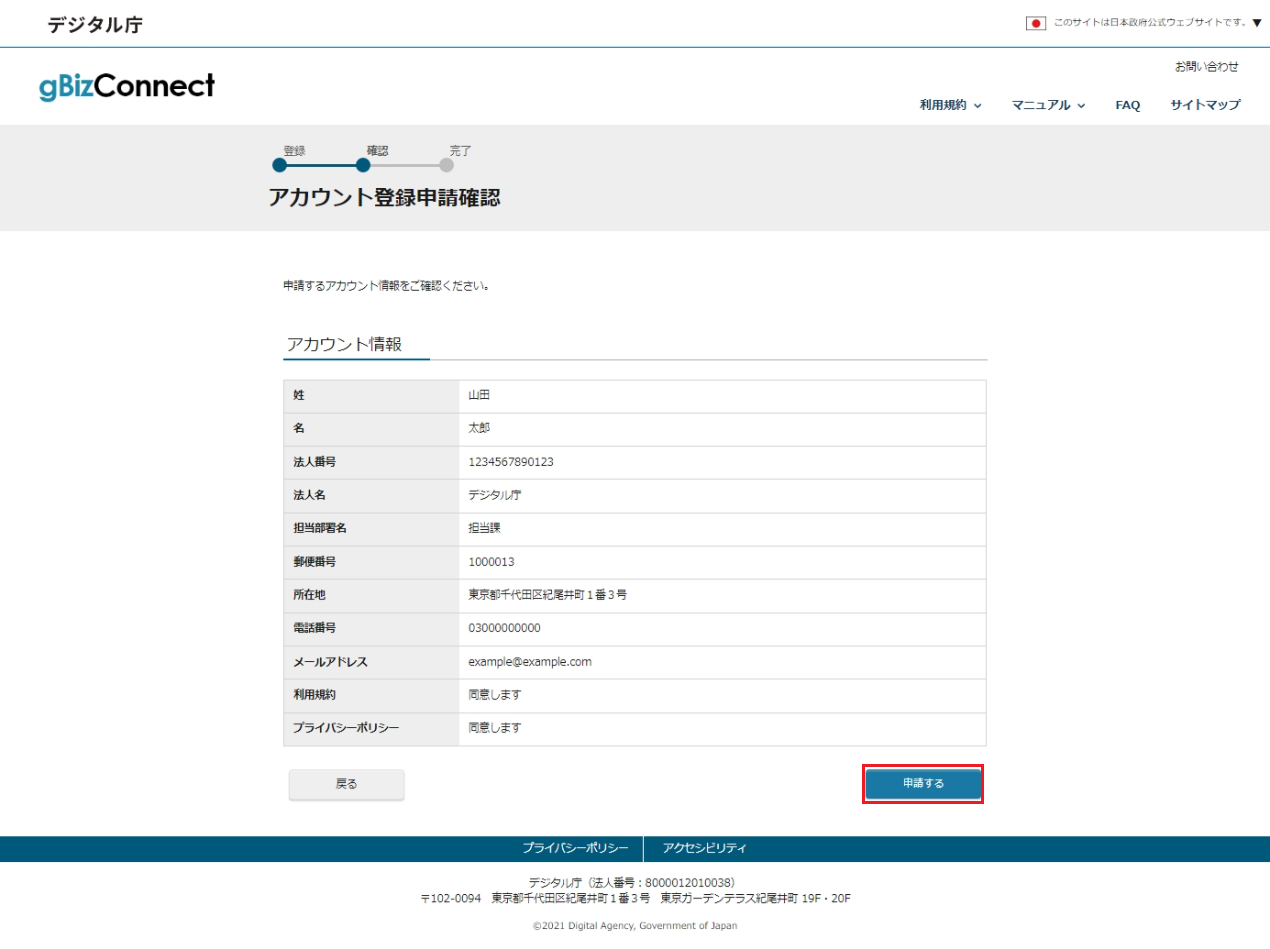 デジタル庁
このサイトは日本政府公式ウェブサイトです。▼
gBizConnect
お問い合わせ
利用規約 マニュアル FAQ サイトマップ
登録 確認 完了
アカウント登録申請確認
申請するアカウント情報をご確認ください。
アカウント情報
姓 山田
名 太郎
法人番号 1234567890123
法人名 デジタル庁
担当部署名 担当課
郵便番号 1000013
所在地 東京都千代田区紀尾井町１番３号
電話番号 03000000000
メールアドレス example@example.com
利用規約 同意します
プライバシーポリシー 同意します
戻る 申請する
プライバシーポリシー アクセシビリティ
デジタル庁（法人番号：8000012010038）
〒102-0094　東京都千代田区紀尾井町１番３号　東京ガーデンテラス紀尾井町 19F・20F
©2021 Digital Agency, Government of Japan